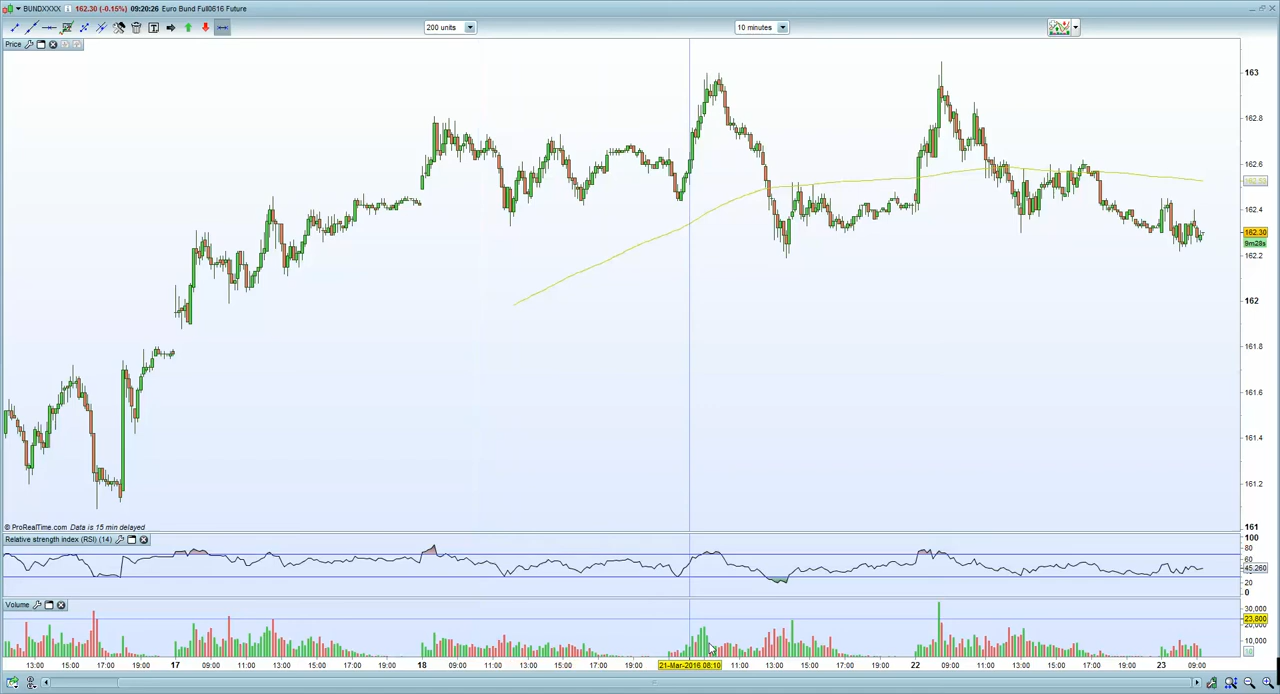 BUNDXXXX 162.30 (-0.15%) 09:20:26 Euro Bund Full0616 Future
200 units
10 minutes
Price
163
162.8
162.6
162.4
162.30
9m28s
162.2
162
161.8
161.6
161.4
161.2
161
© ProRealTime.com Data is 15 min delayed
Relative strength index (RSI) (14)
100
80
60
45.260
20
0
Volume
30,000
23,800
20,000
10,000
13:00 15:00 17:00 19:00 17 09:00 11:00 13:00 15:00 17:00 19:00 18 09:00 11:00 13:00 15:00 17:00 19:00 21-Mar-2016 08:10 11:00 13:00 15:00 17:00 19:00 22 09:00 11:00 13:00 15:00 17:00 19:00 23 09:00